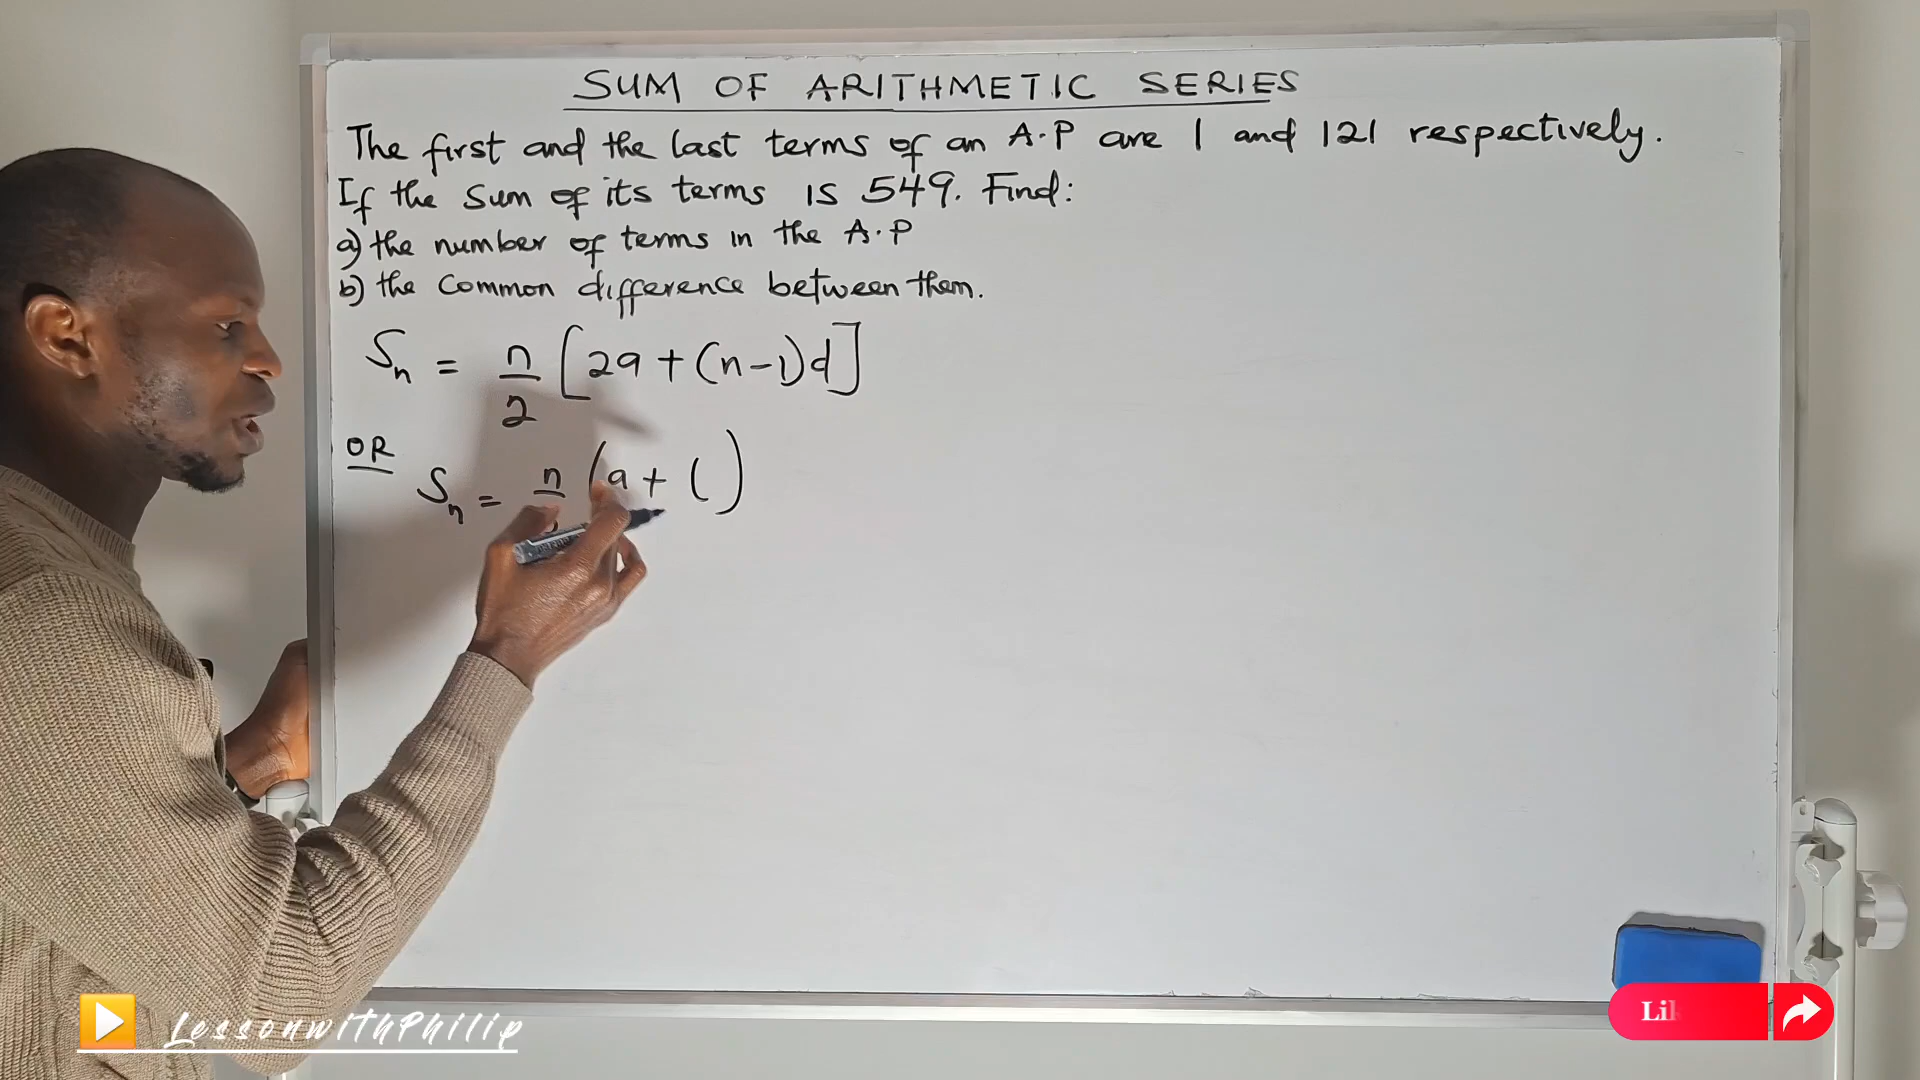 SUM OF ARITHMETIC SERIES
The first and the last terms of an A.P are 1 and 121 respectively.
If the sum of its terms is 549. Find:
a) the number of terms in the A.P
b) the common difference between them.
Sn = n/2 [2a + (n-1)d]
OR
Sn = n (a + l)
LessonwithPhilip
Li